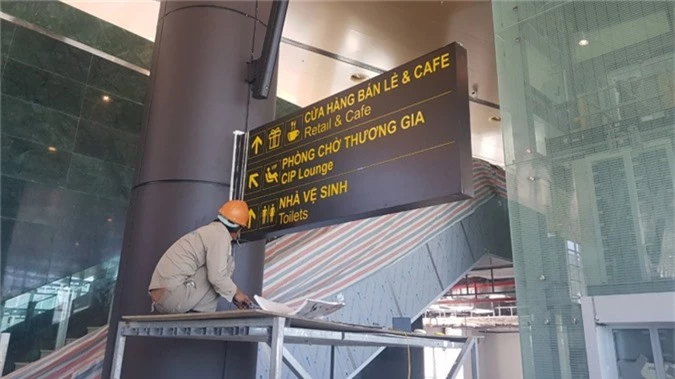 CỬA HÀNG BÁN LẺ & CAFE
Retail & Cafe
PHÒNG CHỜ THƯƠNG GIA
CIP Lounge
NHÀ VỆ SINH
Toilets